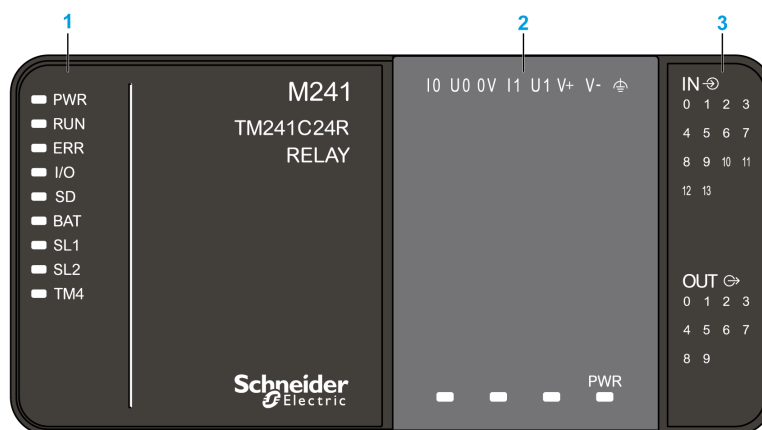 1
2
3
PWR
RUN
ERR
I/O
SD
BAT
SL1
SL2
TM4
M241
TM241C24R
RELAY
Schneider
Electric
I0 U0 0V I1 U1 V+ V-
PWR
IN
0 1 2 3
4 5 6 7
8 9 10 11
12 13
OUT
0 1 2 3
4 5 6 7
8 9